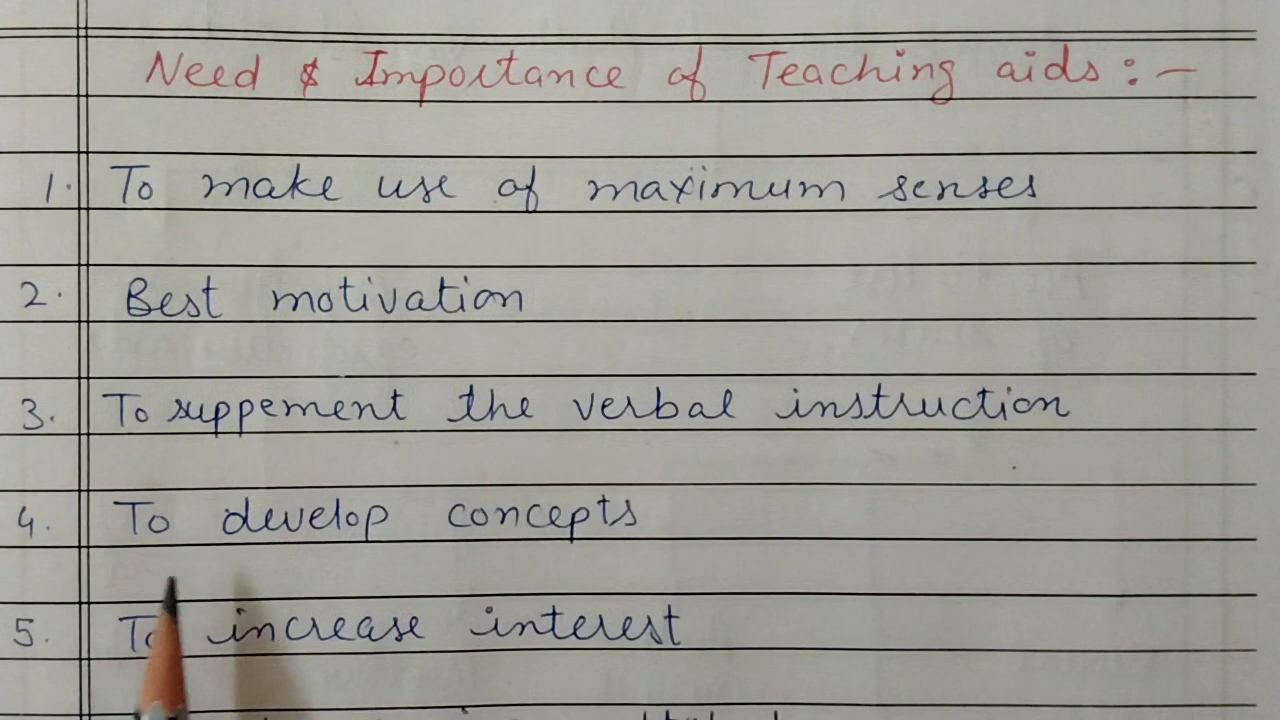 Need & Importance of Teaching aids :-
1. To make use of maximum senses
2. Best motivation
3. To suppement the verbal instruction
4. To develop concepts
5. To increase interest